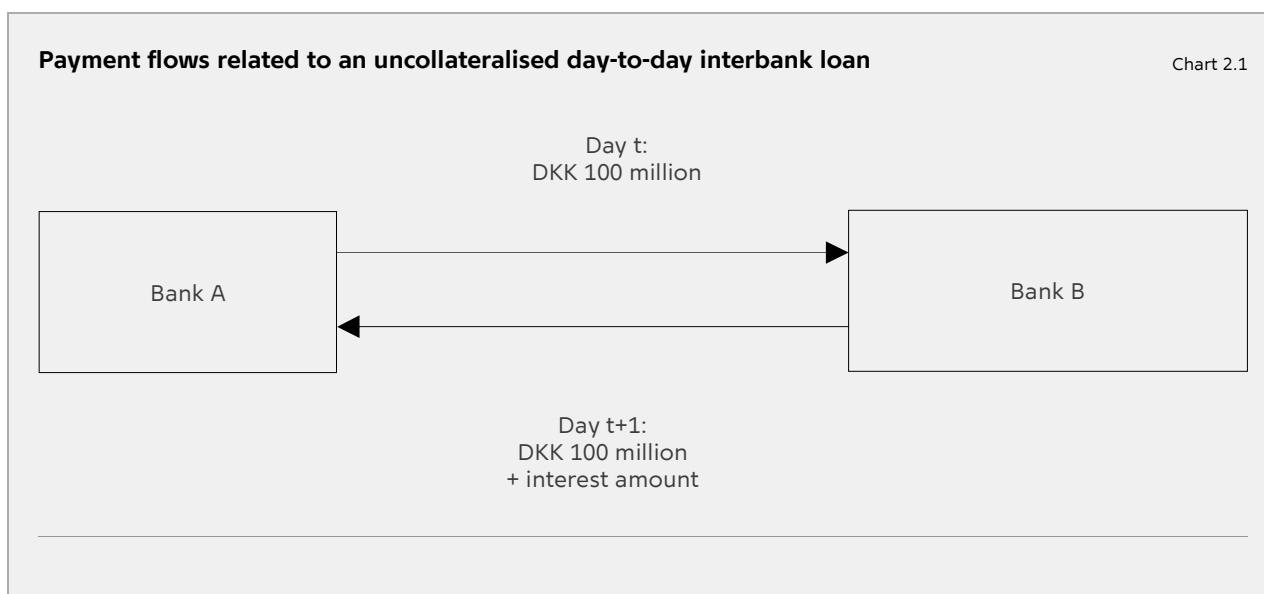 Payment flows related to an uncollateralised day-to-day interbank loan
Chart 2.1
Day t:
DKK 100 million
Bank A
Bank B
Day t+1:
DKK 100 million
+ interest amount